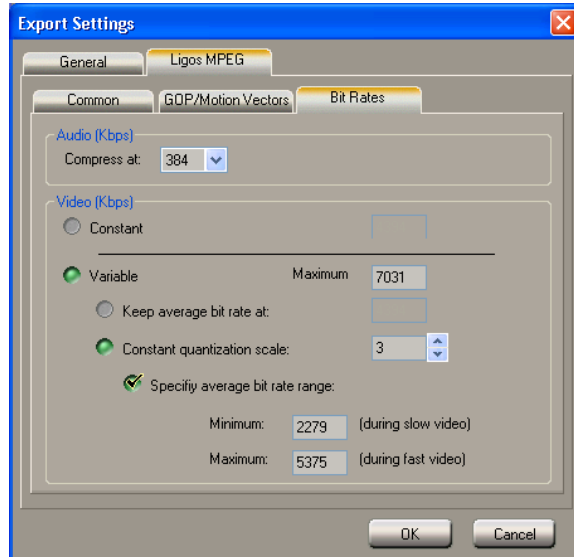 Export Settings
General
Ligos MPEG
Common
GOP/Motion Vectors
Bit Rates
Audio (Kbps)
Compress at: 384
Video (Kbps)
Constant
Variable Maximum 7031
Keep average bit rate at:
Constant quantization scale: 3
Specifiy average bit rate range:
Minimum: 2279 (during slow video)
Maximum: 5375 (during fast video)
OK
Cancel